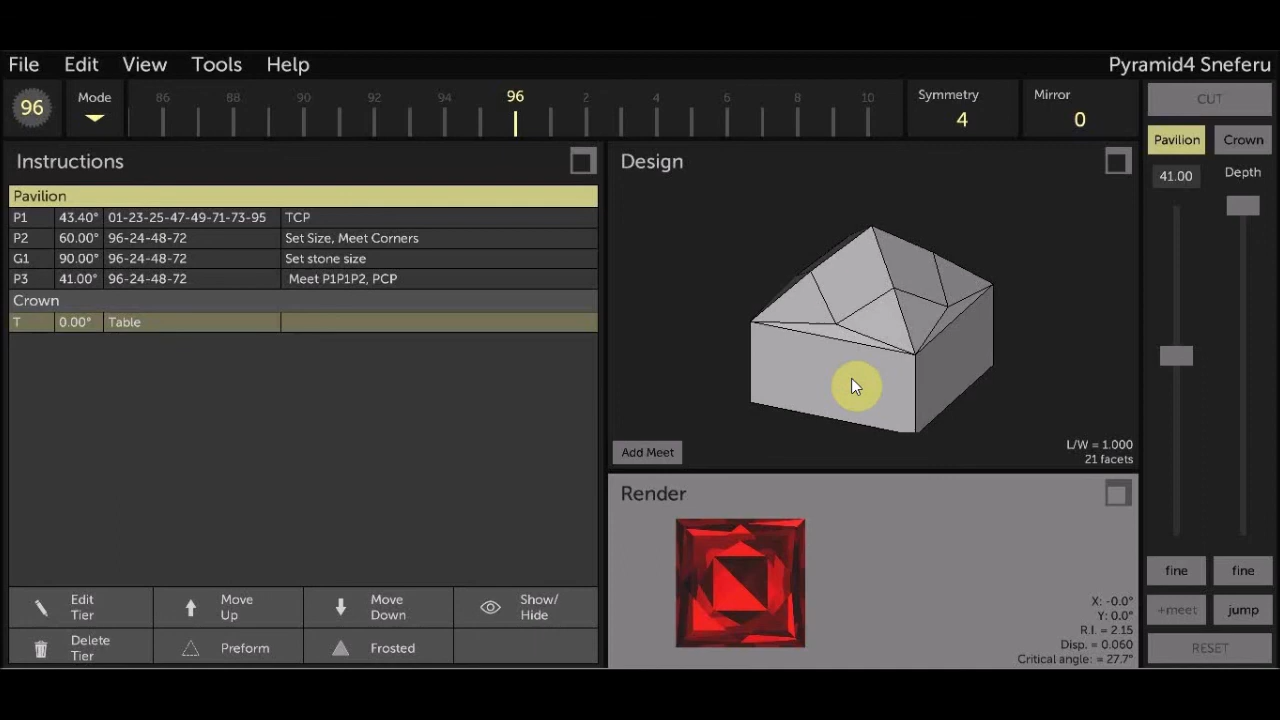 File Edit View Tools Help Pyramid4 Sneferu
96 Mode 86 88 90 92 94 96 2 4 6 8 10 Symmetry 4 Mirror 0 CUT
Pavilion Crown
Instructions Design
41.00 Depth
Pavilion
P1 43.40° 01-23-25-47-49-71-73-95 TCP
P2 60.00° 96-24-48-72 Set Size, Meet Corners
G1 90.00° 96-24-48-72 Set stone size
P3 41.00° 96-24-48-72 Meet P1P1P2, PCP
Crown
T 0.00° Table
Add Meet
L/W = 1.000
21 facets
Render
fine fine
X: -0.0°
Y: 0.0°
R.I. = 2.15
Disp. = 0.060
Critical angle: = 27.7°
Edit Tier Move Up Move Down Show/Hide
+meet jump
Delete Tier Preform Frosted
RESET